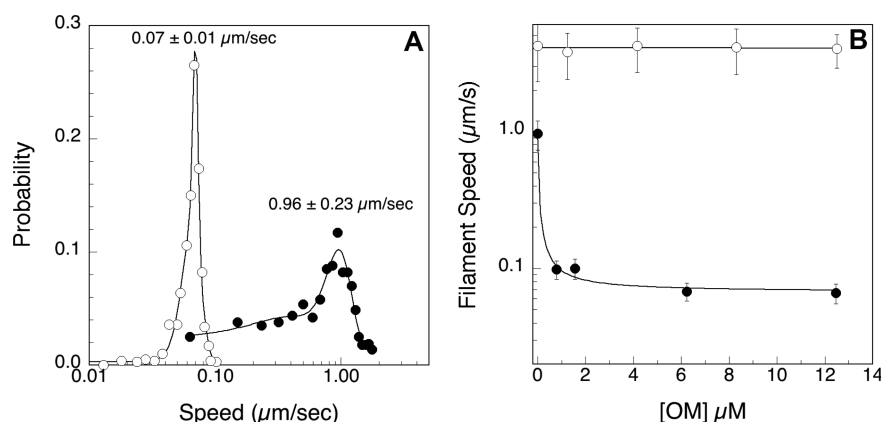 0.3
0.07 ± 0.01 µm/sec
A
0.2
0.96 ± 0.23 µm/sec
Probability
0.1
0.0
0.01
0.10
1.00
Speed (µm/sec)
B
1.0
Filament Speed (µm/s)
0.1
0
2
4
6
8
10
12
14
[OM] µM